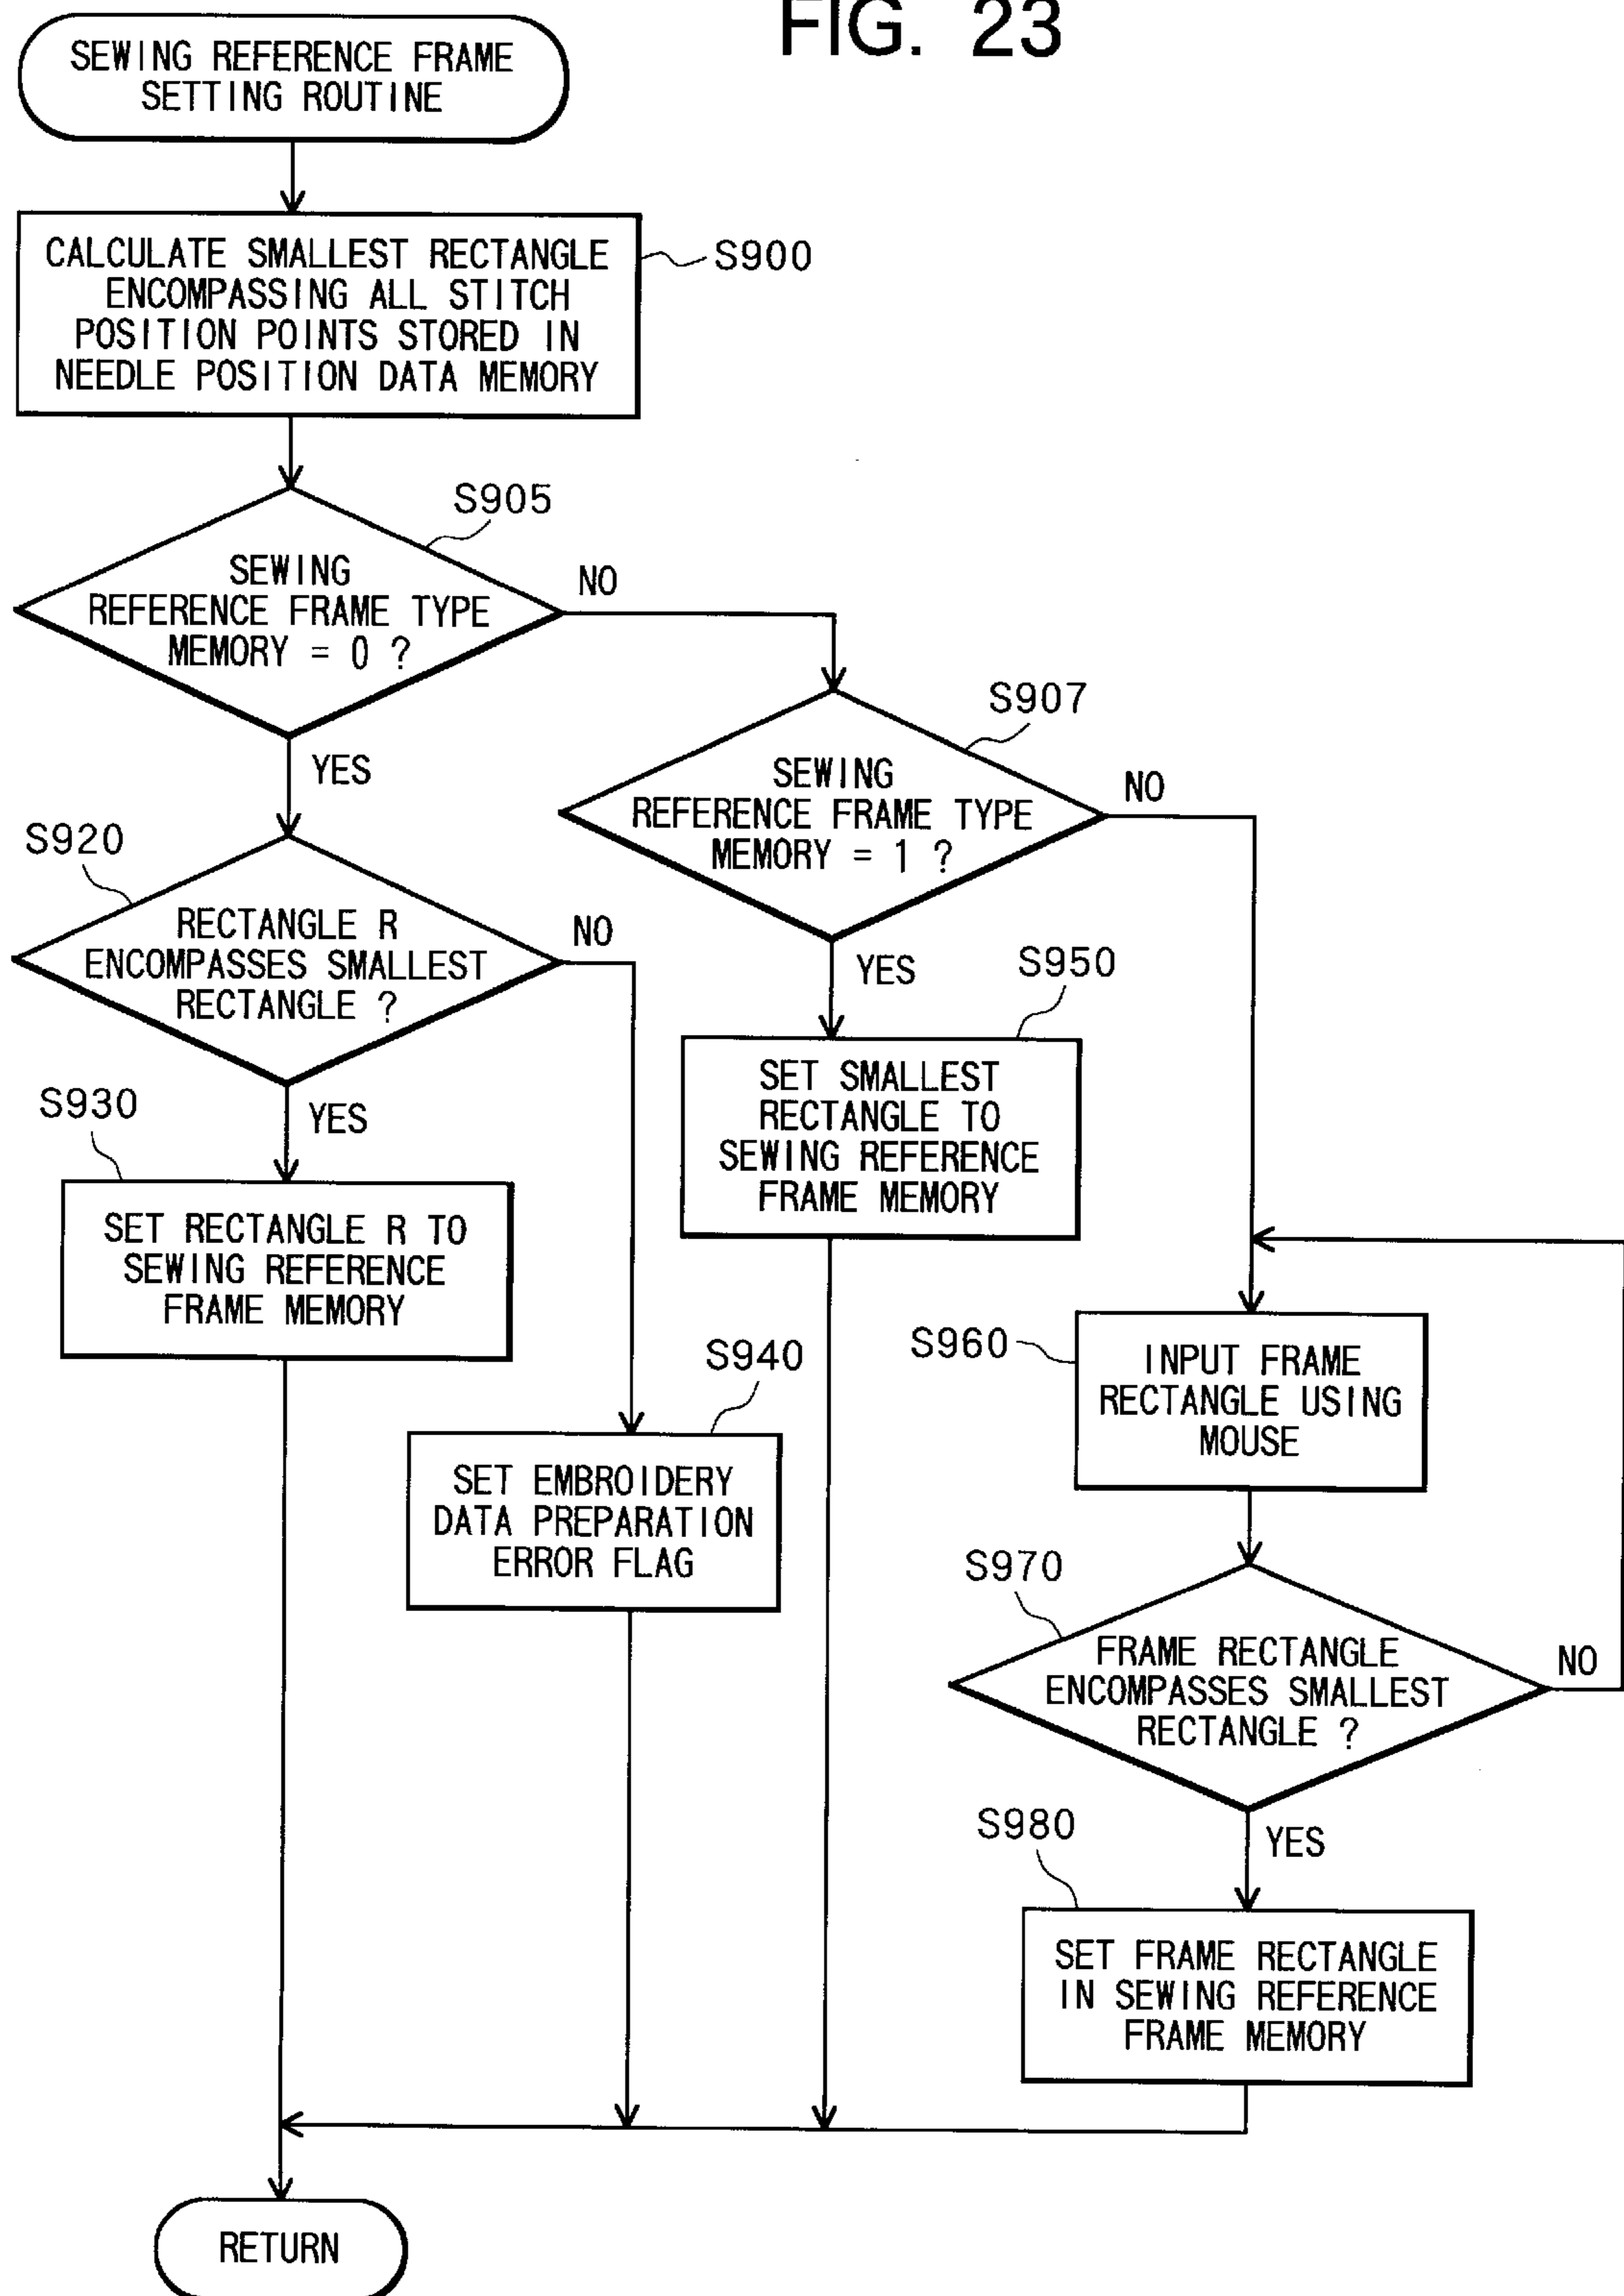 FIG. 23
SEWING REFERENCE FRAME
SETTING ROUTINE
CALCULATE SMALLEST RECTANGLE
ENCOMPASSING ALL STITCH
POSITION POINTS STORED IN
NEEDLE POSITION DATA MEMORY
S900
S905
SEWING
REFERENCE FRAME TYPE
MEMORY = 0 ?
NO
YES
S907
SEWING
REFERENCE FRAME TYPE
MEMORY = 1 ?
NO
YES
S920
RECTANGLE R
ENCOMPASSES SMALLEST
RECTANGLE ?
NO
YES
S930
SET RECTANGLE R TO
SEWING REFERENCE
FRAME MEMORY
S940
SET EMBROIDERY
DATA PREPARATION
ERROR FLAG
S950
SET SMALLEST
RECTANGLE TO
SEWING REFERENCE
FRAME MEMORY
S960
INPUT FRAME
RECTANGLE USING
MOUSE
S970
FRAME RECTANGLE
ENCOMPASSES SMALLEST
RECTANGLE ?
NO
YES
S980
SET FRAME RECTANGLE
IN SEWING REFERENCE
FRAME MEMORY
RETURN